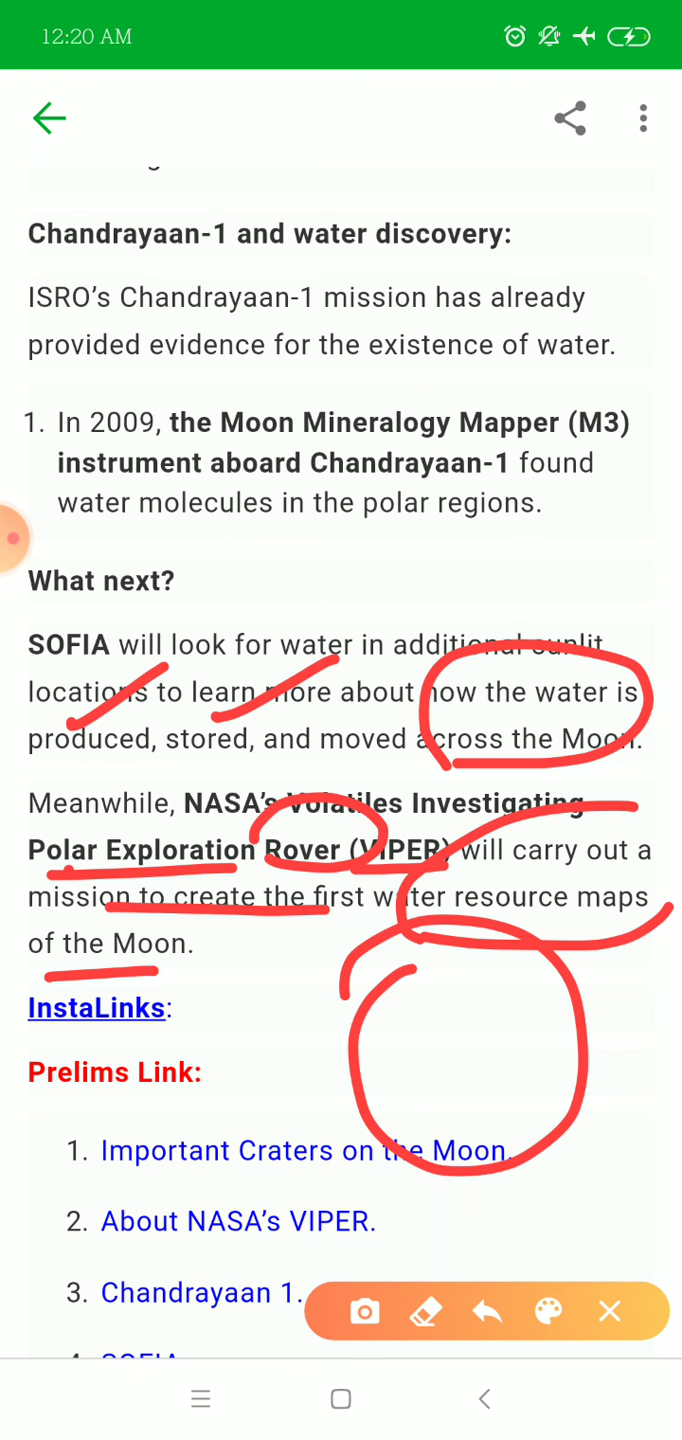 12:20 AM
Chandrayaan-1 and water discovery:
ISRO’s Chandrayaan-1 mission has already
provided evidence for the existence of water.
1. In 2009, the Moon Mineralogy Mapper (M3)
instrument aboard Chandrayaan-1 found
water molecules in the polar regions.
What next?
SOFIA will look for water in additional sunlit
locations to learn more about how the water is
produced, stored, and moved across the Moon.
Meanwhile, NASA’s Volatiles Investigating
Polar Exploration Rover (VIPER) will carry out a
mission to create the first water resource maps
of the Moon.
InstaLinks:
Prelims Link:
1. Important Craters on the Moon.
2. About NASA’s VIPER.
3. Chandrayaan 1.
4. SOFIA